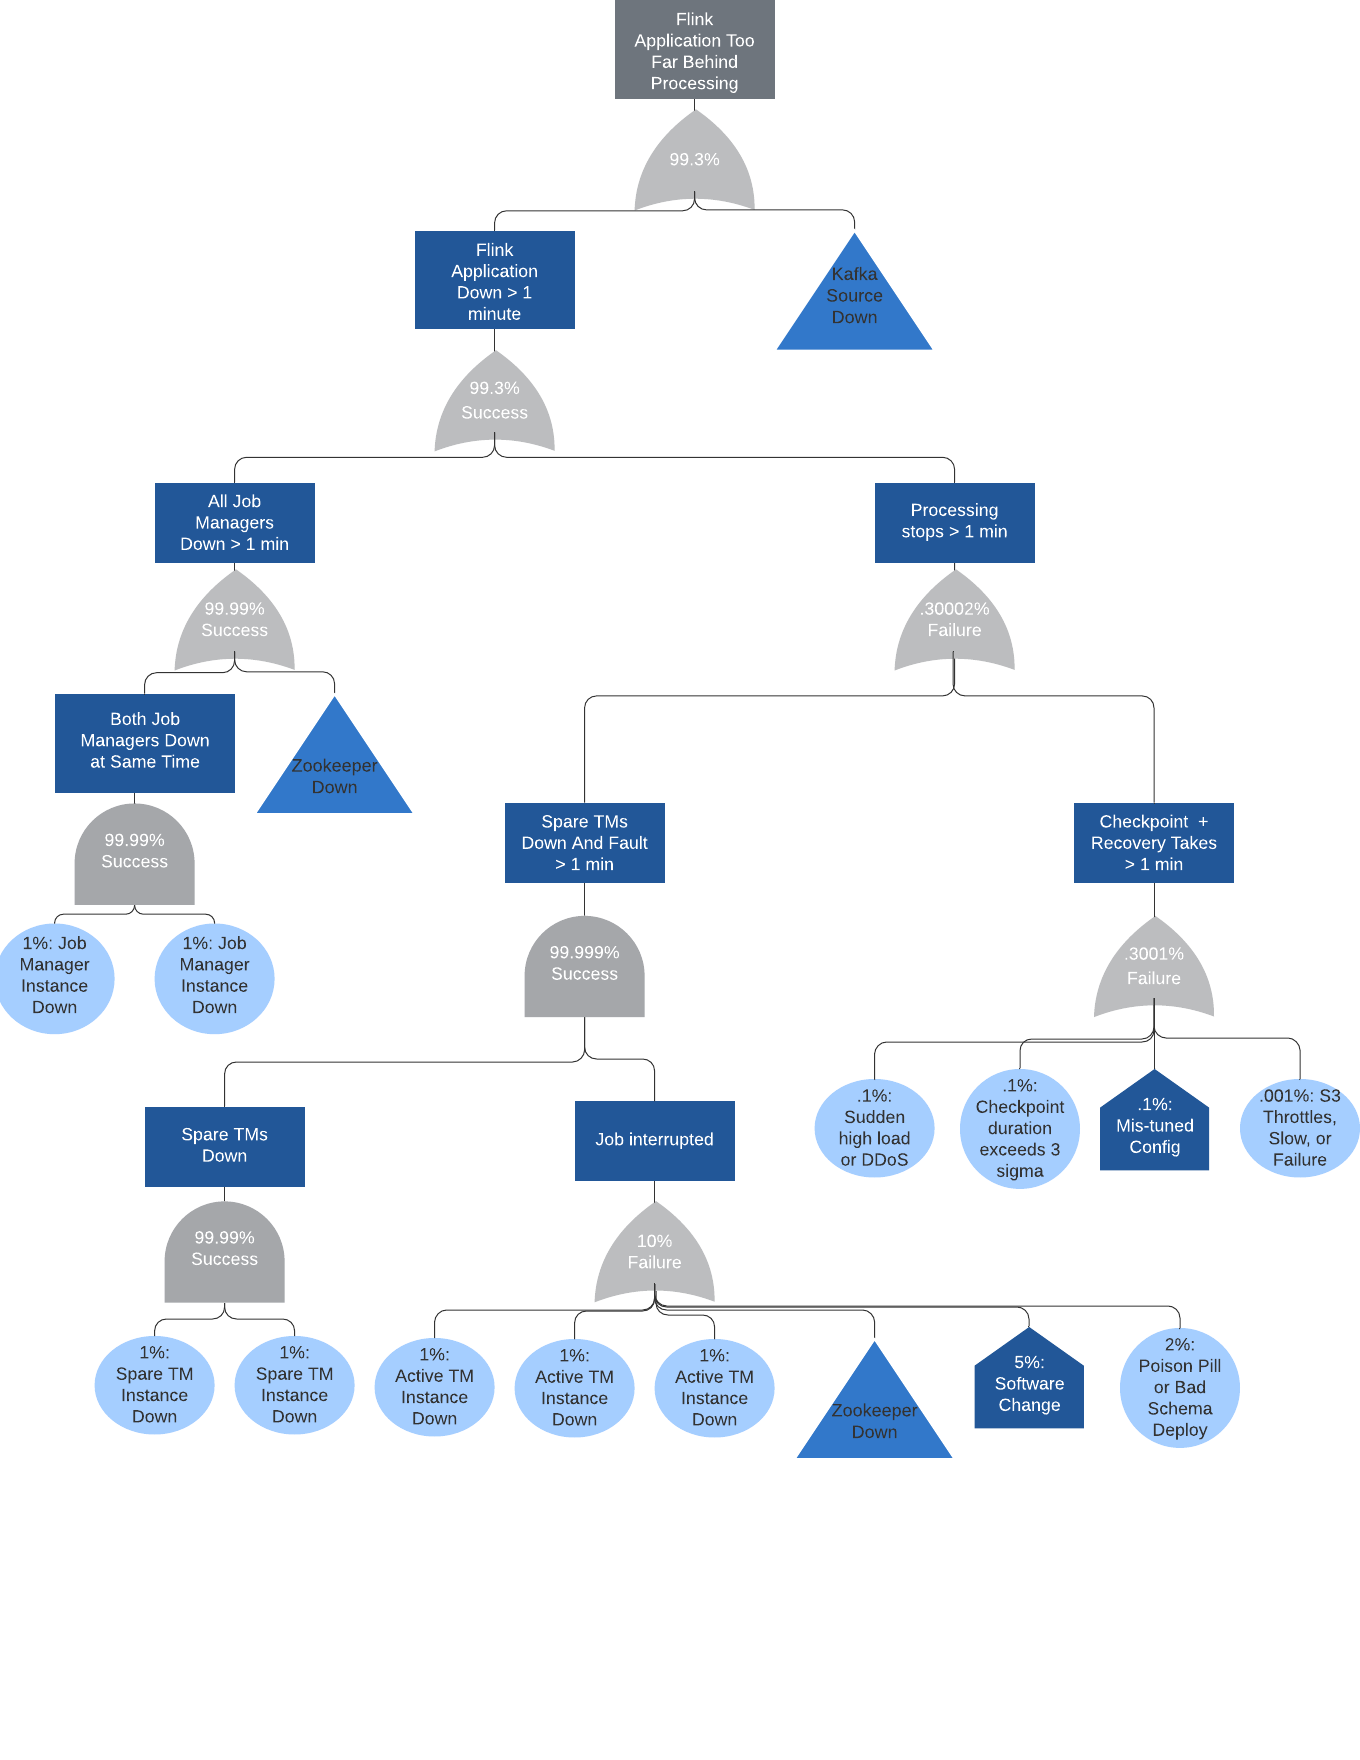 Flink
Application Too
Far Behind
Processing
99.3%
Flink
Application
Down > 1
minute
Kafka
Source
Down
99.3%
Success
All Job
Managers
Down > 1 min
Processing
stops > 1 min
99.99%
Success
.30002%
Failure
Both Job
Managers Down
at Same Time
Zookeeper
Down
Spare TMs
Down And Fault
> 1 min
Checkpoint  +
Recovery Takes
> 1 min
99.99%
Success
99.999%
Success
.3001%
Failure
1%: Job
Manager
Instance
Down
1%: Job
Manager
Instance
Down
.1%:
Sudden
high load
or DDoS
.1%:
Checkpoint
duration
exceeds 3
sigma
.1%:
Mis-tuned
Config
.001%: S3
Throttles,
Slow, or
Failure
Spare TMs
Down
Job interrupted
99.99%
Success
10%
Failure
1%:
Spare TM
Instance
Down
1%:
Spare TM
Instance
Down
1%:
Active TM
Instance
Down
1%:
Active TM
Instance
Down
1%:
Active TM
Instance
Down
Zookeeper
Down
5%:
Software
Change
2%:
Poison Pill
or Bad
Schema
Deploy